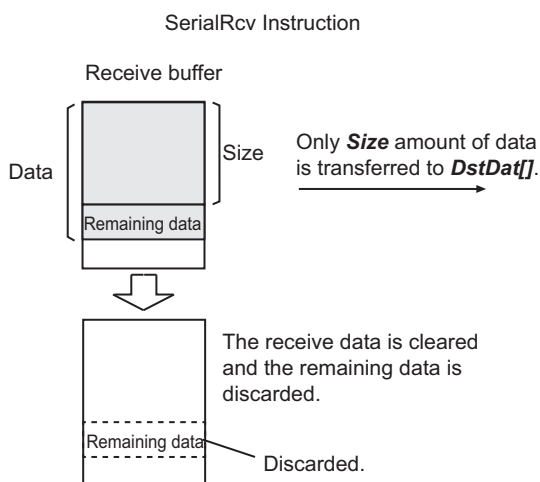 SerialRcv Instruction
Receive buffer
Data
Size
Only Size amount of data
is transferred to DstDat[].
Remaining data
The receive data is cleared
and the remaining data is
discarded.
Remaining data
Discarded.